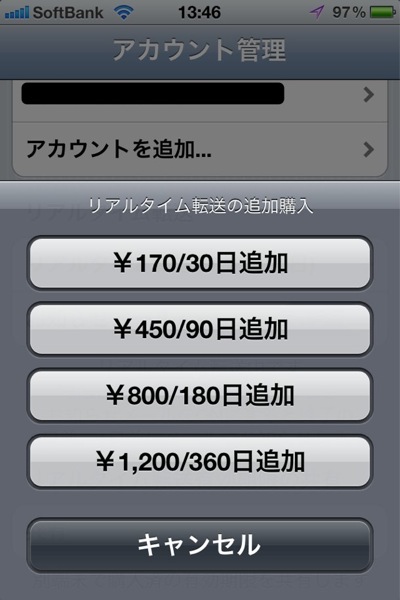 SoftBank 13:46 97%
アカウント管理
アカウントを追加...
リアルタイム転送の追加購入
¥170/30日追加
¥450/90日追加
¥800/180日追加
¥1,200/360日追加
キャンセル